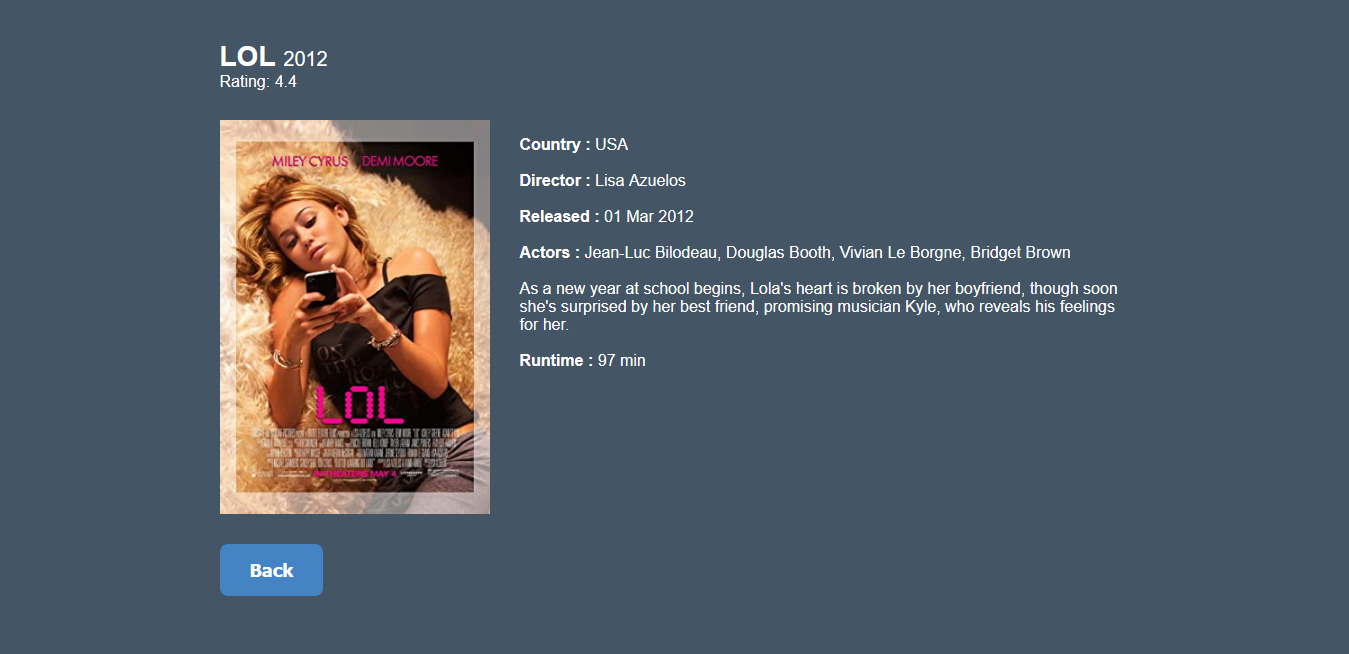 LOL 2012
Rating: 4.4
MILEY CYRUS DEMI MOORE
LOL
IN THEATERS MAY 4
Country : USA
Director : Lisa Azuelos
Released : 01 Mar 2012
Actors : Jean-Luc Bilodeau, Douglas Booth, Vivian Le Borgne, Bridget Brown
As a new year at school begins, Lola's heart is broken by her boyfriend, though soon
she's surprised by her best friend, promising musician Kyle, who reveals his feelings
for her.
Runtime : 97 min
Back